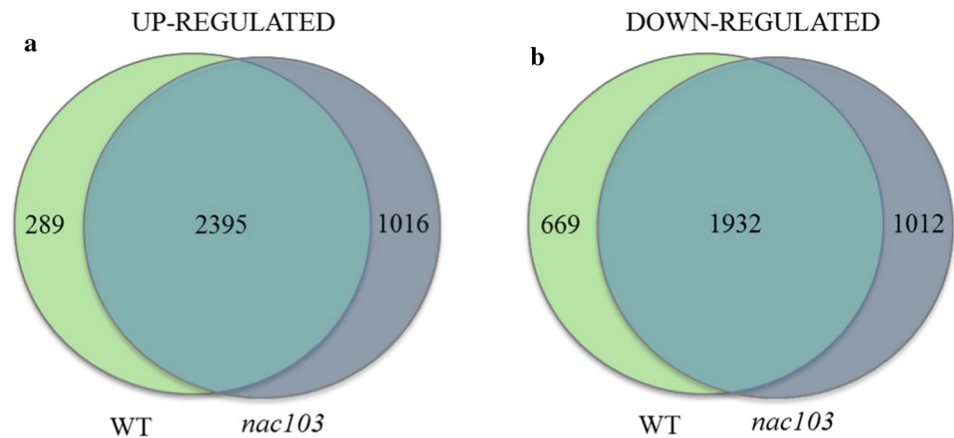 UP-REGULATED
a
289
2395
1016
WT
nac103
DOWN-REGULATED
b
669
1932
1012
WT
nac103